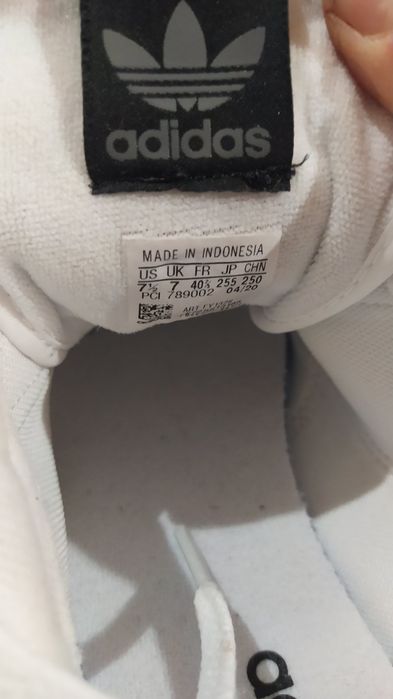 adidas
MADE IN INDONESIA
US UK FR JP CHN
7½ 7 40⅔ 255 250
PCI 789002 04/20